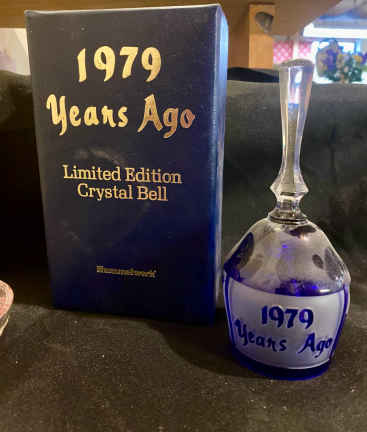 1979
Years Ago
Limited Edition
Crystal Bell
Hummelwerk
1979
Years Ago